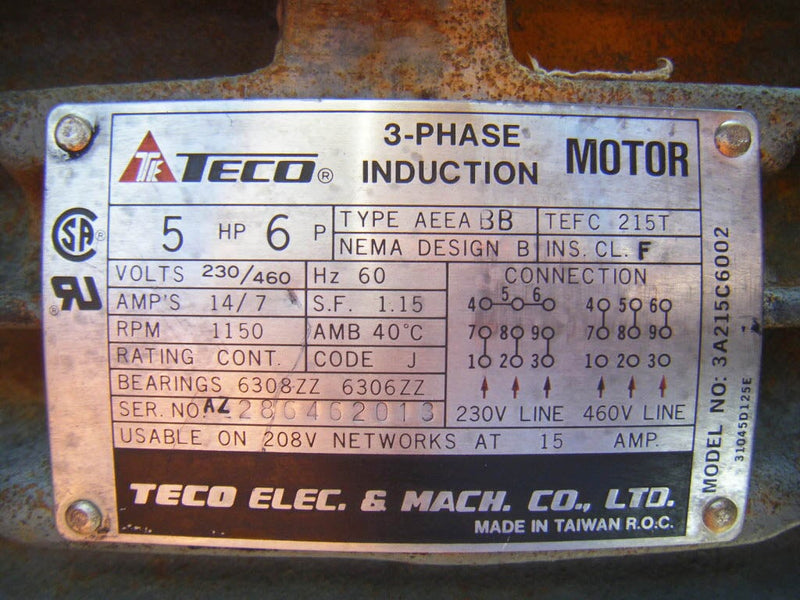 TE TECO® 3-PHASE INDUCTION MOTOR
5 HP 6 P
TYPE AEEA BB TEFC 215T
NEMA DESIGN B INS. CL. F
VOLTS 230/460 Hz 60
AMP'S 14/7 S.F. 1.15
RPM 1150 AMB 40°C
RATING CONT. CODE J
BEARINGS 6308ZZ 6306ZZ
SER. NO. AZ 286462013
CONNECTION
4 5 6 4 5 6
7 8 9 7 8 9
1 2 3 1 2 3
230V LINE 460V LINE
USABLE ON 208V NETWORKS AT 15 AMP.
TECO ELEC. & MACH. CO., LTD.
MADE IN TAIWAN R.O.C.
SA ®
RU ®
MODEL NO: 3A215C6002
31045D125E